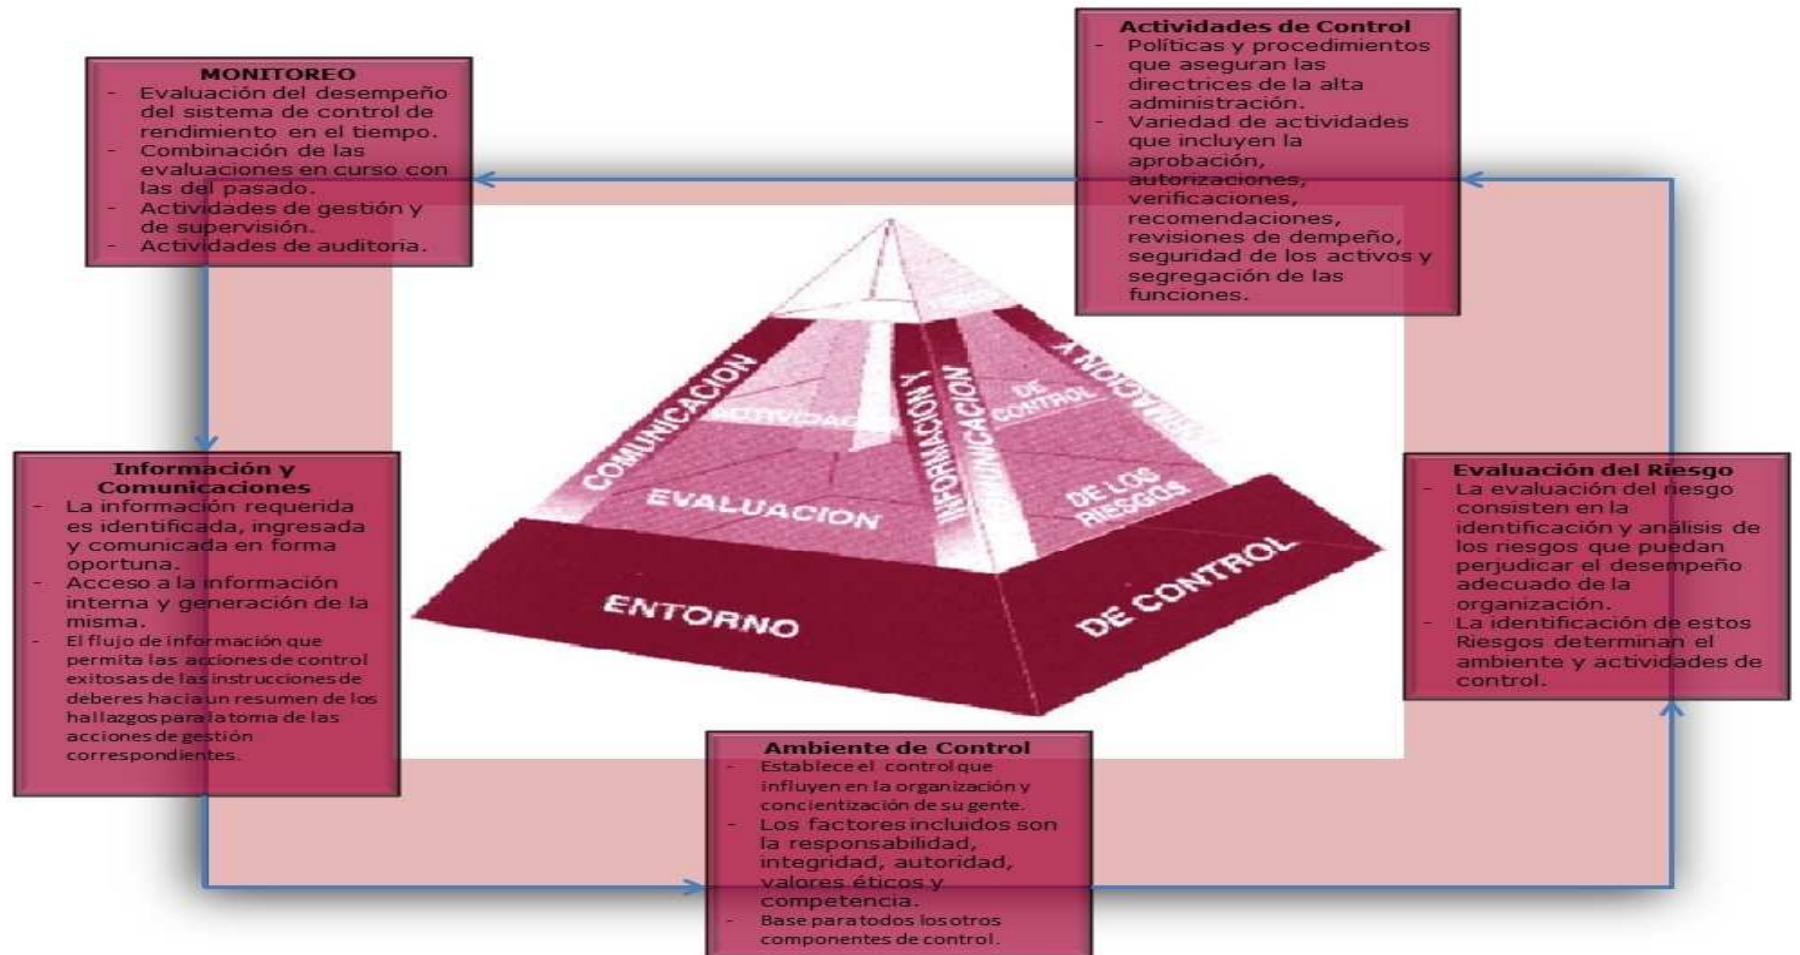 Actividades de Control
- Políticas y procedimientos
que aseguran las
directrices de la alta
administración.
- Variedad de actividades
que incluyen la
aprobación,
autorizaciones,
verificaciones,
recomendaciones,
revisiones de dempeño,
seguridad de los activos y
segregación de las
funciones.
MONITOREO
- Evaluación del desempeño
del sistema de control de
rendimiento en el tiempo.
- Combinación de las
evaluaciones en curso con
las del pasado.
- Actividades de gestión y
de supervisión.
- Actividades de auditoria.
COMUNICACION
INFORMACION Y
COMUNICACION
DE
CONTROL
EVALUACION
DE LOS
RIESGOS
ENTORNO
DE CONTROL
Información y
Comunicaciones
- La información requerida
es identificada, ingresada
y comunicada en forma
oportuna.
- Acceso a la información
interna y generación de la
misma.
- El flujo de información que
permita las acciones de control
exitosas de las instrucciones de
deberes hacia un resumen de los
hallazgos para la toma de las
acciones de gestión
correspondientes.
Evaluación del Riesgo
- La evaluación del riesgo
consisten en la
identificación y análisis de
los riesgos que puedan
perjudicar el desempeño
adecuado de la
organización.
- La identificación de estos
Riesgos determinan el
ambiente y actividades de
control.
Ambiente de Control
- Establece el control que
influyen en la organización y
concientización de su gente.
- Los factores incluidos son
la responsabilidad,
integridad, autoridad,
valores éticos y
competencia.
- Base para todos los otros
componentes de control.